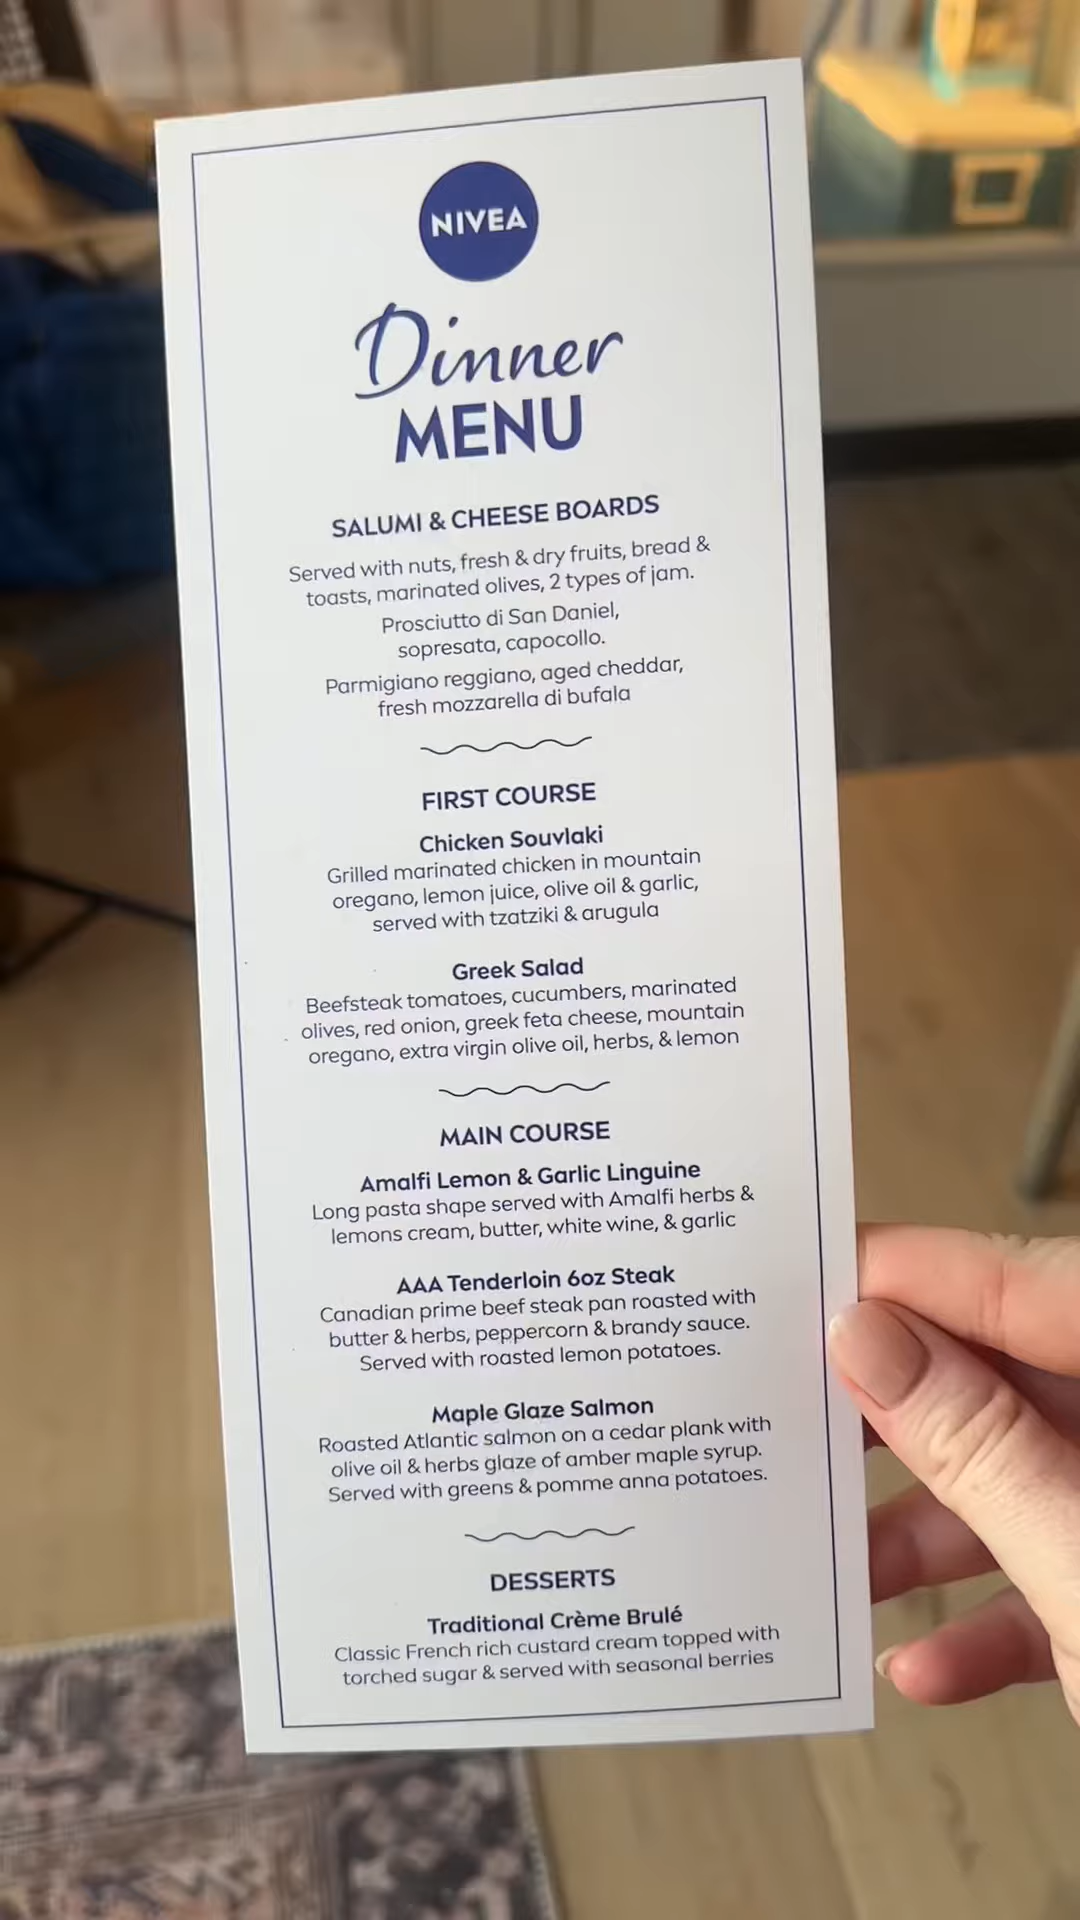 NIVEA
Dinner
MENU
SALUMI & CHEESE BOARDS
Served with nuts, fresh & dry fruits, bread &
toasts, marinated olives, 2 types of jam.
Prosciutto di San Daniel,
sopresata, capocollo.
Parmigiano reggiano, aged cheddar,
fresh mozzarella di bufala
FIRST COURSE
Chicken Souvlaki
Grilled marinated chicken in mountain
oregano, lemon juice, olive oil & garlic,
served with tzatziki & arugula
Greek Salad
Beefsteak tomatoes, cucumbers, marinated
olives, red onion, greek feta cheese, mountain
oregano, extra virgin olive oil, herbs, & lemon
MAIN COURSE
Amalfi Lemon & Garlic Linguine
Long pasta shape served with Amalfi herbs &
lemons cream, butter, white wine, & garlic
AAA Tenderloin 6oz Steak
Canadian prime beef steak pan roasted with
butter & herbs, peppercorn & brandy sauce.
Served with roasted lemon potatoes.
Maple Glaze Salmon
Roasted Atlantic salmon on a cedar plank with
olive oil & herbs glaze of amber maple syrup.
Served with greens & pomme anna potatoes.
DESSERTS
Traditional Crème Brulé
Classic French rich custard cream topped with
torched sugar & served with seasonal berries